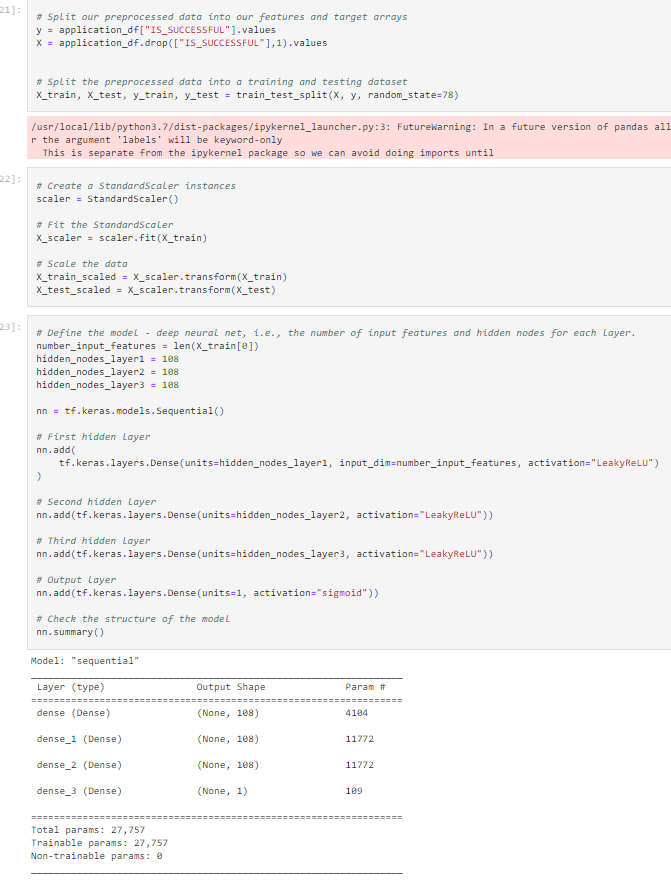 21]:
# Split our preprocessed data into our features and target arrays
y = application_df["IS_SUCCESSFUL"].values
X = application_df.drop(["IS_SUCCESSFUL"],1).values
# Split the preprocessed data into a training and testing dataset
X_train, X_test, y_train, y_test = train_test_split(X, y, random_state=78)
/usr/local/lib/python3.7/dist-packages/ipykernel_launcher.py:3: FutureWarning: In a future version of pandas all
r the argument 'labels' will be keyword-only
  This is separate from the ipykernel package so we can avoid doing imports until
22]:
# Create a StandardScaler instances
scaler = StandardScaler()
# Fit the StandardScaler
X_scaler = scaler.fit(X_train)
# Scale the data
X_train_scaled = X_scaler.transform(X_train)
X_test_scaled = X_scaler.transform(X_test)
23]:
# Define the model - deep neural net, i.e., the number of input features and hidden nodes for each layer.
number_input_features = len(X_train[0])
hidden_nodes_layer1 = 108
hidden_nodes_layer2 = 108
hidden_nodes_layer3 = 108
nn = tf.keras.models.Sequential()
# First hidden layer
nn.add(
    tf.keras.layers.Dense(units=hidden_nodes_layer1, input_dim=number_input_features, activation="LeakyReLU")
)
# Second hidden layer
nn.add(tf.keras.layers.Dense(units=hidden_nodes_layer2, activation="LeakyReLU"))
# Third hidden layer
nn.add(tf.keras.layers.Dense(units=hidden_nodes_layer3, activation="LeakyReLU"))
# Output layer
nn.add(tf.keras.layers.Dense(units=1, activation="sigmoid"))
# Check the structure of the model
nn.summary()
Model: "sequential"
Layer (type) Output Shape Param #
dense (Dense) (None, 108) 4104
dense_1 (Dense) (None, 108) 11772
dense_2 (Dense) (None, 108) 11772
dense_3 (Dense) (None, 1) 109
Total params: 27,757
Trainable params: 27,757
Non-trainable params: 0